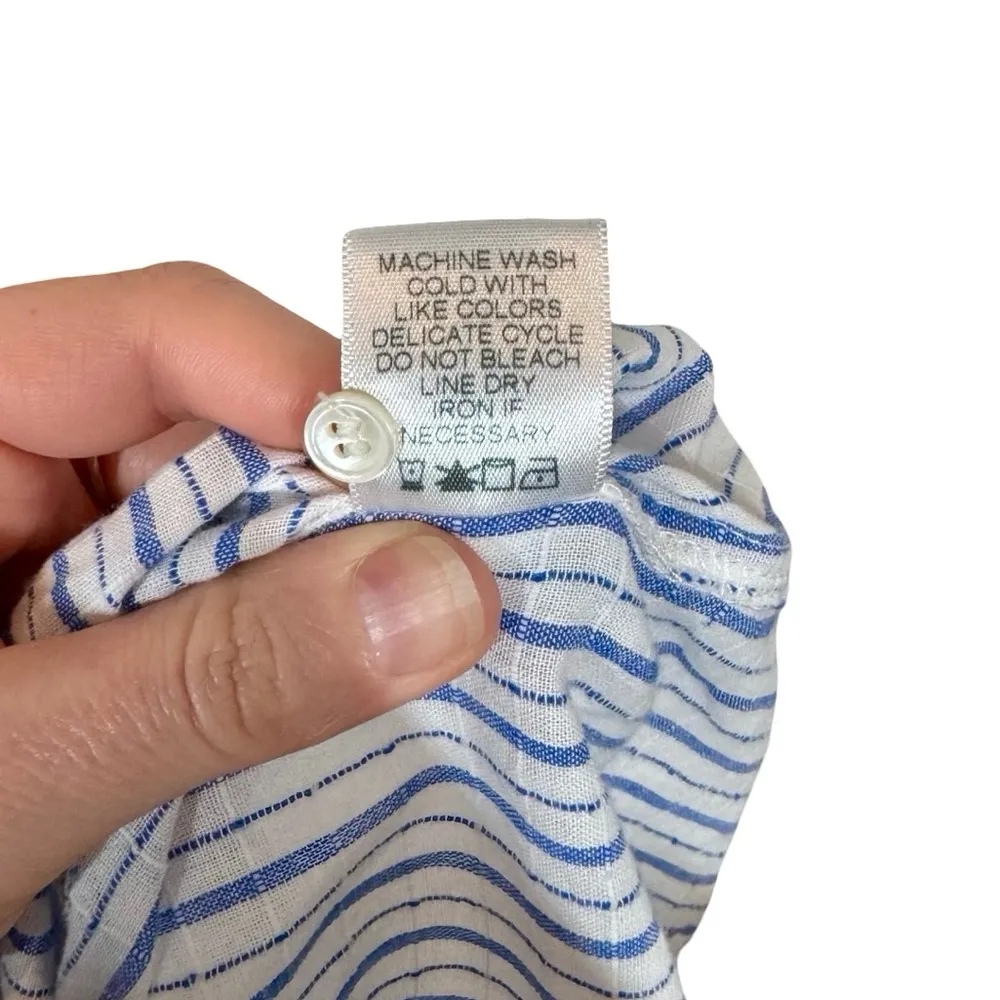 MACHINE WASH
COLD WITH
LIKE COLORS
DELICATE CYCLE
DO NOT BLEACH
LINE DRY
IRON IF
NECESSARY